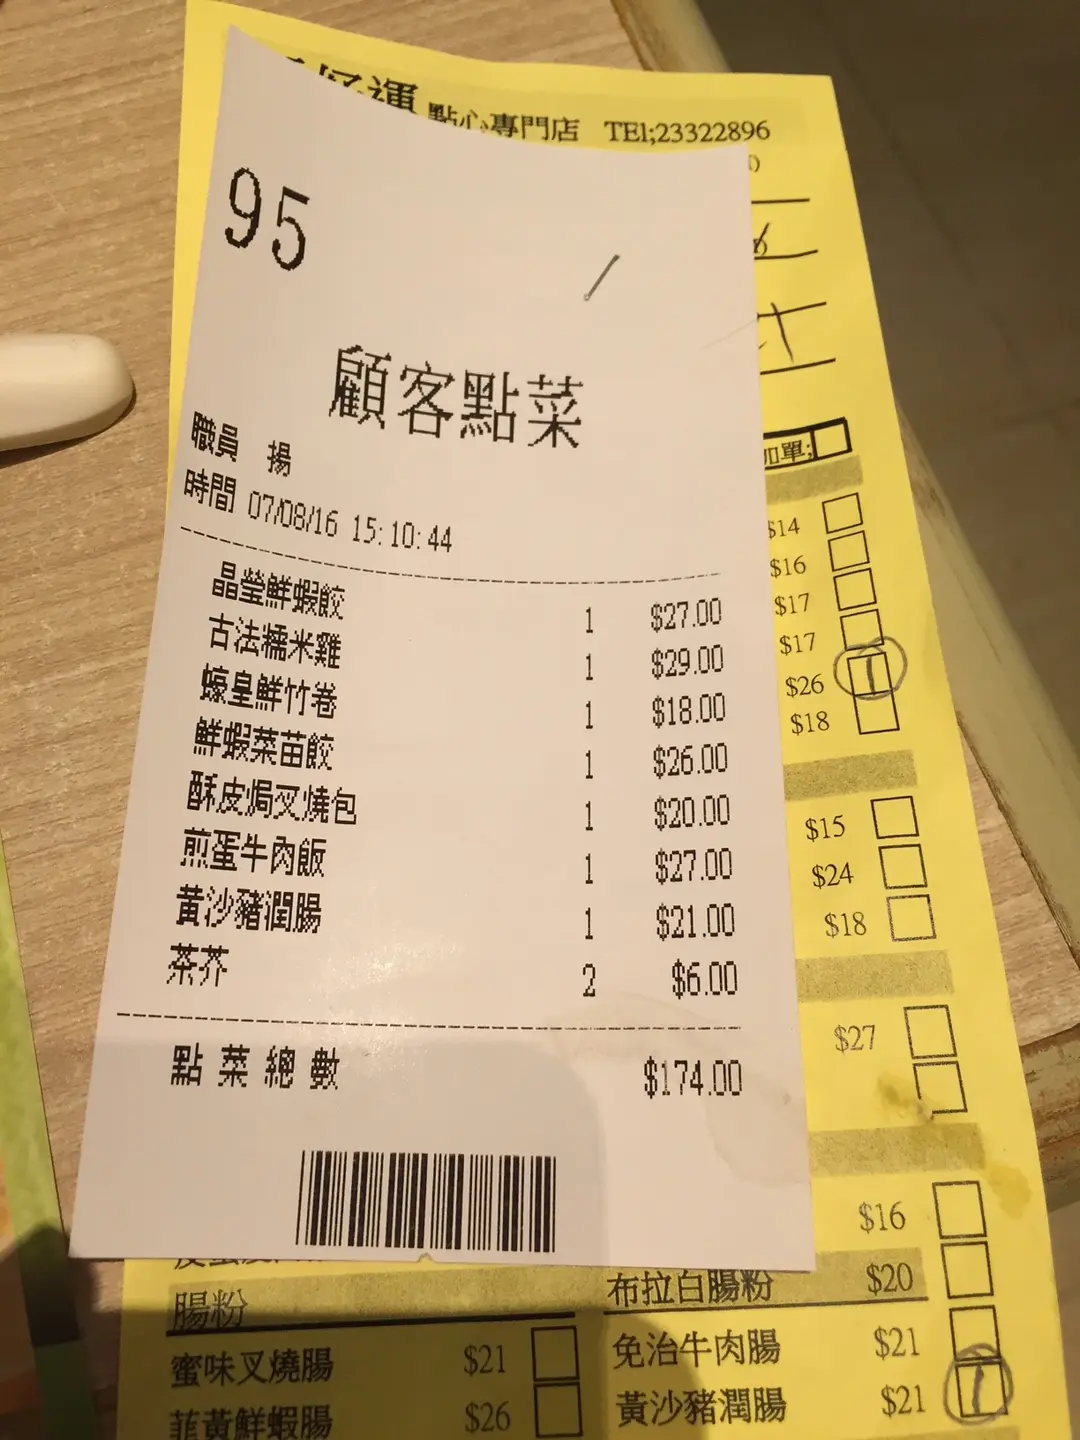 好運 點心專門店 TEl;23322896
95
顧客點菜
職員 揚
時間 07/08/16 15:10:44
晶瑩鮮蝦餃 1 $27.00
古法糯米雞 1 $29.00
蠔皇鮮竹卷 1 $18.00
鮮蝦菜苗餃 1 $26.00
酥皮焗叉燒包 1 $20.00
煎蛋牛肉飯 1 $27.00
黃沙豬潤腸 1 $21.00
茶芥 2 $6.00
點菜總數 $174.00
加單;
$14
$16
$17
$17
$26 1
$18
$15
$24
$18
$27
$16
布拉白腸粉 $20
腸粉
蜜味叉燒腸 $21
免治牛肉腸 $21
菲黃鮮蝦腸 $26
黃沙豬潤腸 $21 1